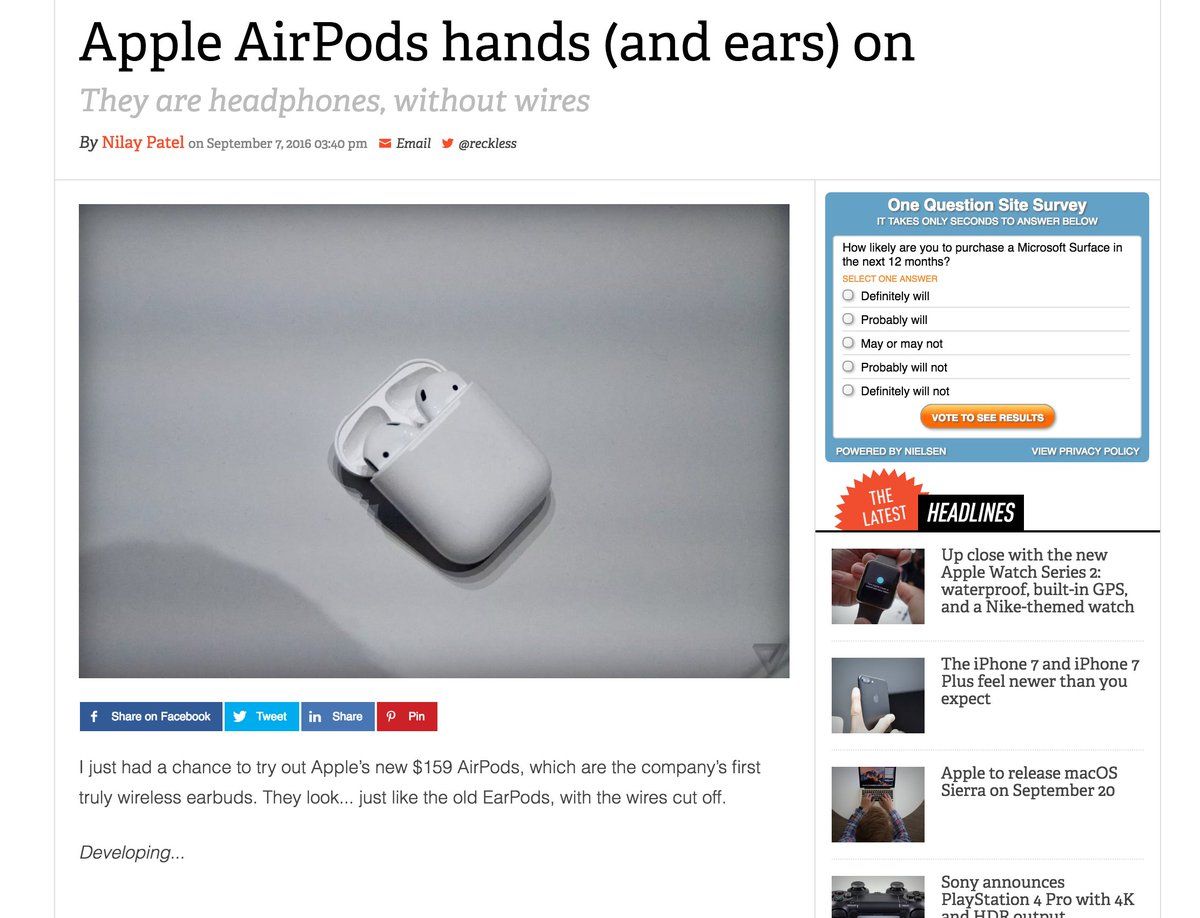 Apple AirPods hands (and ears) on
They are headphones, without wires
By Nilay Patel on September 7, 2016 03:40 pm Email @reckless
Share on Facebook Tweet Share Pin
I just had a chance to try out Apple's new $159 AirPods, which are the company's first
truly wireless earbuds. They look... just like the old EarPods, with the wires cut off.
Developing...
One Question Site Survey
IT TAKES ONLY SECONDS TO ANSWER BELOW
How likely are you to purchase a Microsoft Surface in
the next 12 months?
SELECT ONE ANSWER
Definitely will
Probably will
May or may not
Probably will not
Definitely will not
VOTE TO SEE RESULTS
POWERED BY NIELSEN VIEW PRIVACY POLICY
THE
LATEST
HEADLINES
Up close with the new
Apple Watch Series 2:
waterproof, built-in GPS,
and a Nike-themed watch
The iPhone 7 and iPhone 7
Plus feel newer than you
expect
Apple to release macOS
Sierra on September 20
Sony announces
PlayStation 4 Pro with 4K
and HDR output